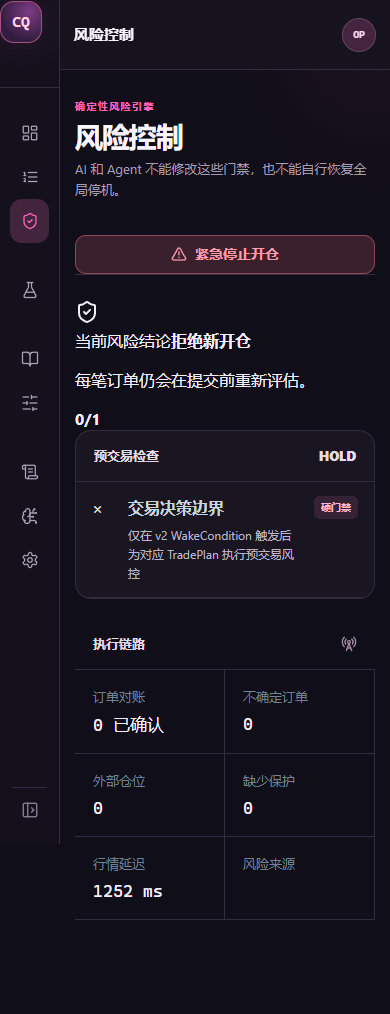 CQ
风险控制
OP
确定性风险引擎
风险控制
AI 和 Agent 不能修改这些门禁，也不能自行恢复全
局停机。
紧急停止开仓
当前风险结论拒绝新开仓
每笔订单仍会在提交前重新评估。
0/1
预交易检查
HOLD
× 交易决策边界
硬门禁
仅在 v2 WakeCondition 触发后
为对应 TradePlan 执行预交易风
控
执行链路
订单对账
不确定订单
0 已确认
0
外部仓位
缺少保护
0
0
行情延迟
风险来源
1252 ms